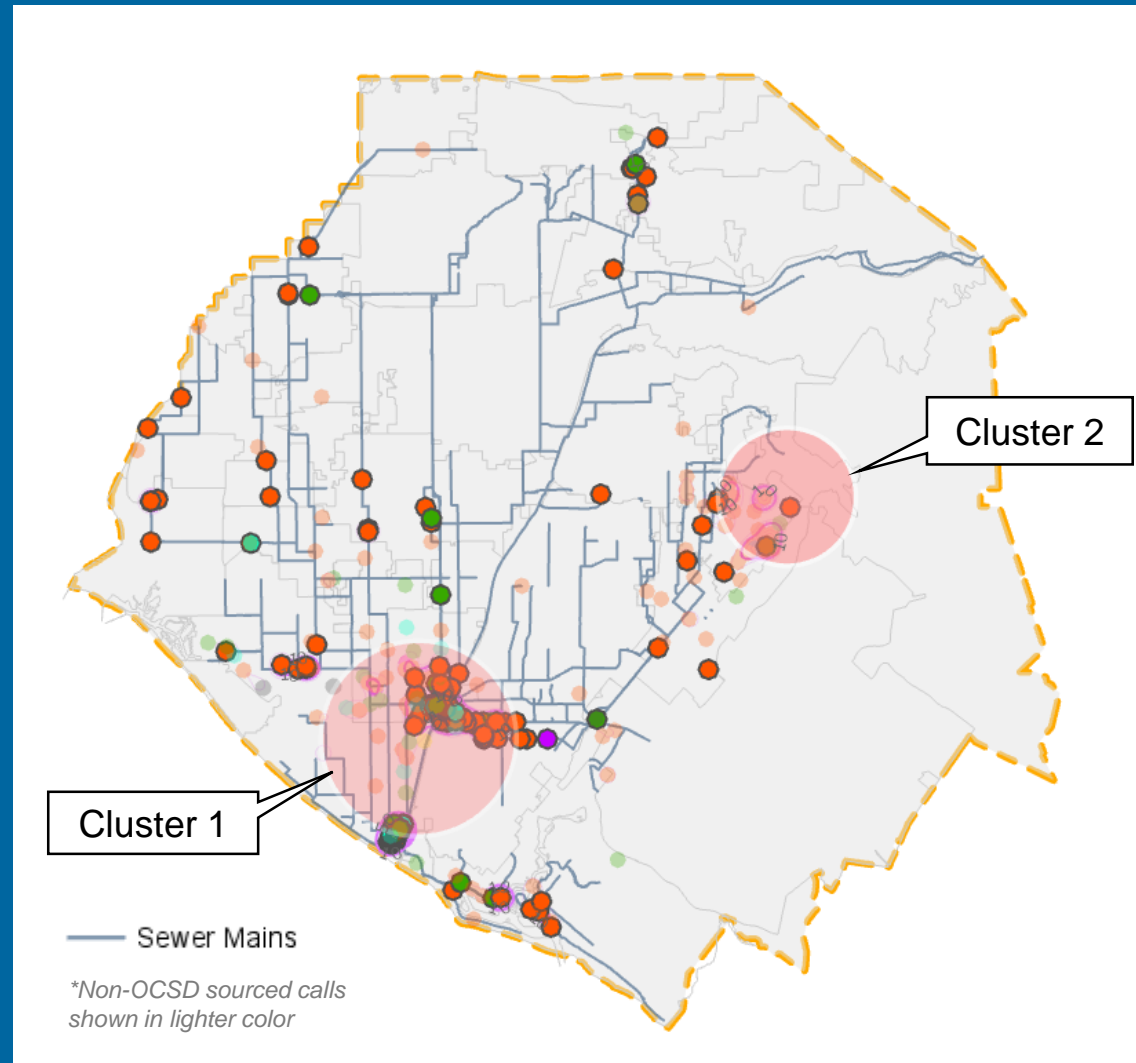 Cluster 2
Cluster 1
Sewer Mains
*Non-OCSD sourced calls
shown in lighter color